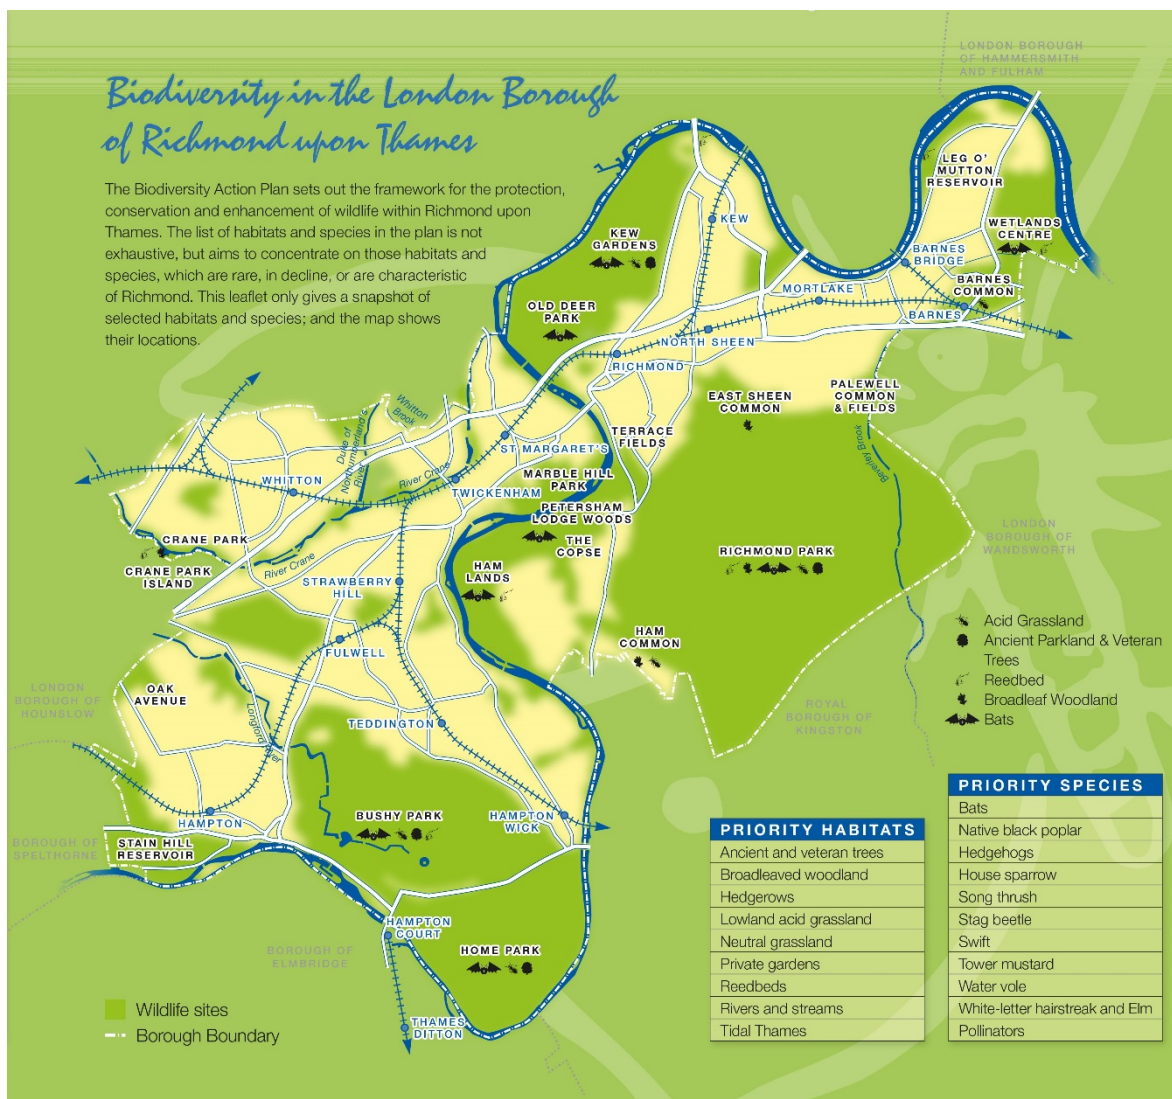 Biodiversity in the London Borough
of Richmond upon Thames
The Biodiversity Action Plan sets out the framework for the protection,
conservation and enhancement of wildlife within Richmond upon
Thames. The list of habitats and species in the plan is not
exhaustive, but aims to concentrate on those habitats and
species, which are rare, in decline, or are characteristic
of Richmond. This leaflet only gives a snapshot of
selected habitats and species; and the map shows
their locations.
LONDON BOROUGH
OF HAMMERSMITH
AND FULHAM
LEG O'
MUTTON
RESERVOIR
KEW
WETLANDS
CENTRE
KEW
GARDENS
BARNES
BRIDGE
BARNES
COMMON
MORTLAKE
OLD DEER
PARK
BARNES
NORTH SHEEN
RICHMOND
EAST SHEEN
COMMON
PALEWELL
COMMON
& FIELDS
Whitton
Brook
Duke of
Northumberland's
River
TERRACE
FIELDS
ST MARGARET'S
Beverley Brook
River Crane
MARBLE HILL
PARK
WHITTON
TWICKENHAM
PETERSHAM
LODGE WOODS
CRANE PARK
THE
COPSE
LONDON
BOROUGH OF
WANDSWORTH
RICHMOND PARK
CRANE PARK
ISLAND
River Crane
HAM
LANDS
STRAWBERRY
HILL
HAM
COMMON
FULWELL
Acid Grassland
Ancient Parkland & Veteran
Trees
Reedbed
Broadleaf Woodland
Bats
LONDON
BOROUGH OF
HOUNSLOW
OAK
AVENUE
Longford River
TEDDINGTON
ROYAL
BOROUGH OF
KINGSTON
HAMPTON
BUSHY PARK
HAMPTON
WICK
BOROUGH OF
SPELTHORNE
STAIN HILL
RESERVOIR
HAMPTON
COURT
BOROUGH OF
ELMBRIDGE
HOME PARK
THAMES
DITTON
Wildlife sites
Borough Boundary
PRIORITY HABITATS
Ancient and veteran trees
Broadleaved woodland
Hedgerows
Lowland acid grassland
Neutral grassland
Private gardens
Reedbeds
Rivers and streams
Tidal Thames
PRIORITY SPECIES
Bats
Native black poplar
Hedgehogs
House sparrow
Song thrush
Stag beetle
Swift
Tower mustard
Water vole
White-letter hairstreak and Elm
Pollinators